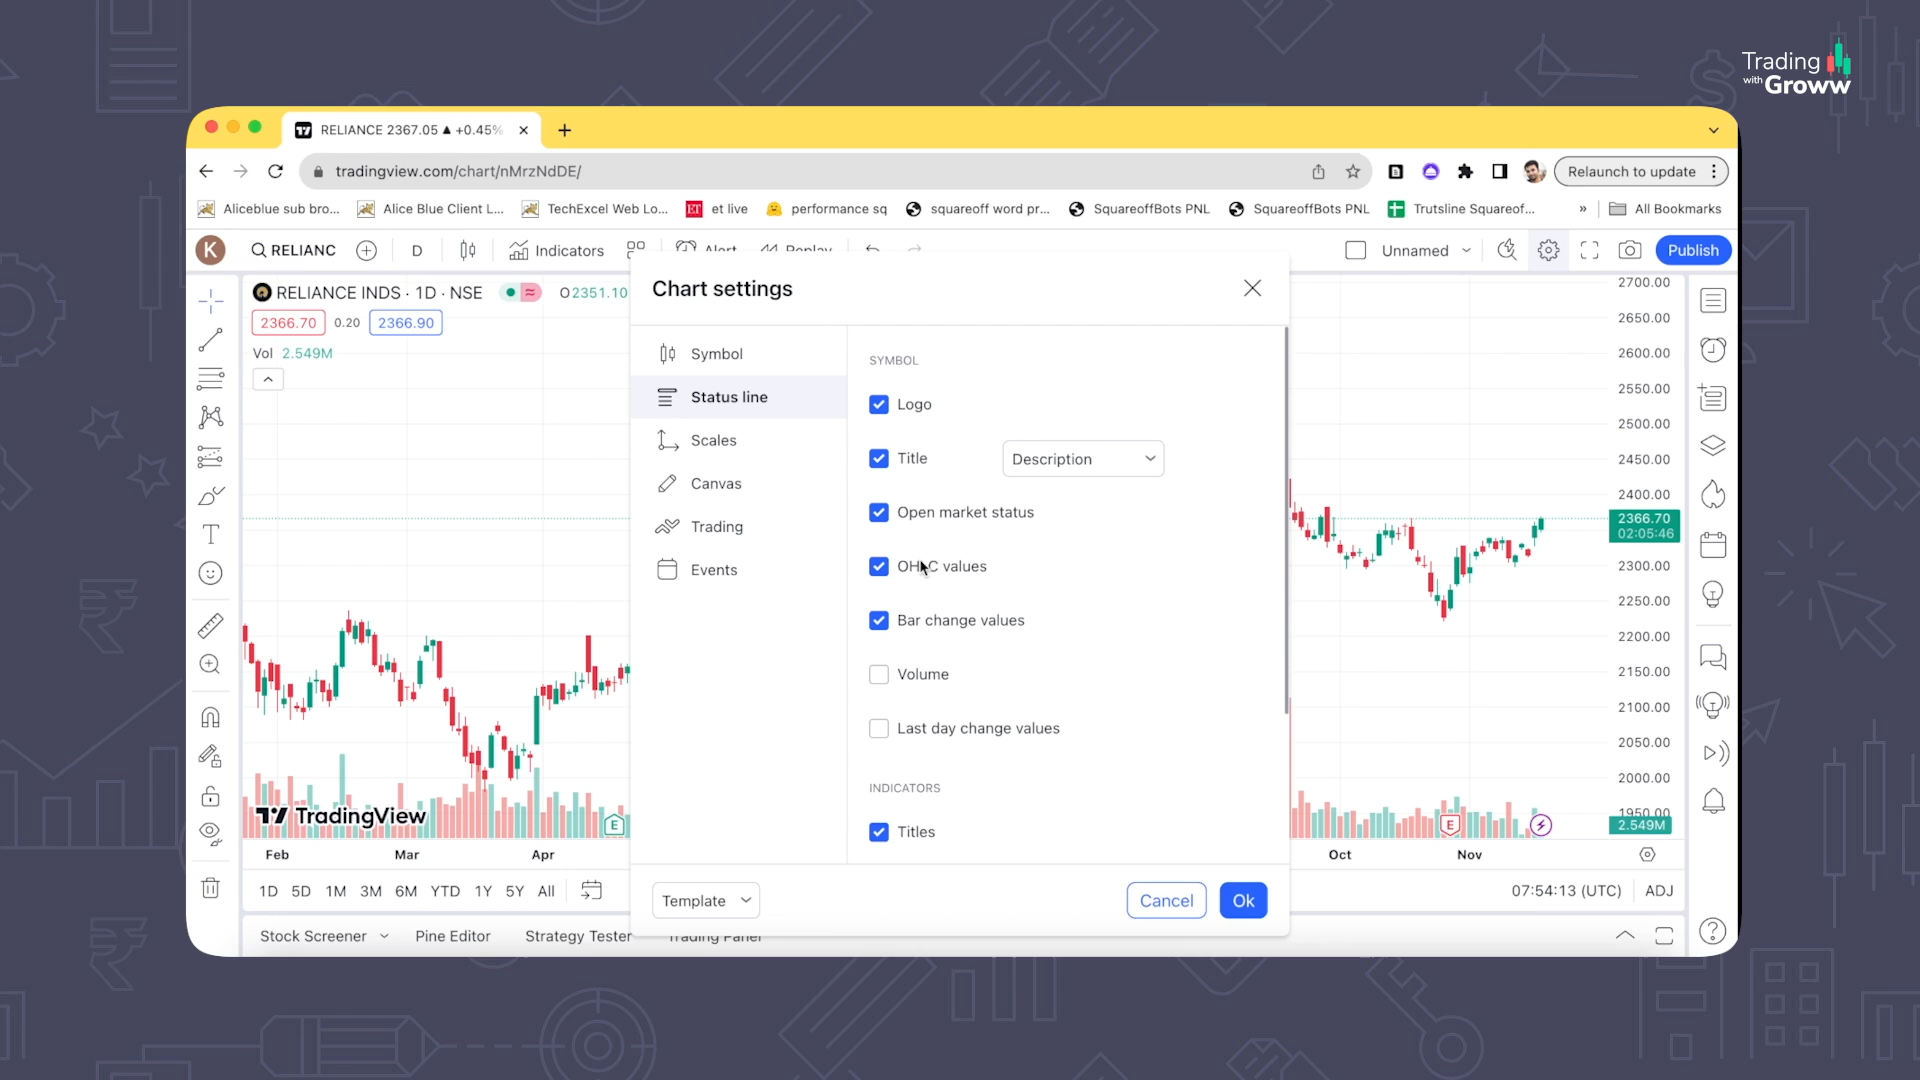 Trading
with Groww
RELIANCE 2367.05 ▲ +0.45%
tradingview.com/chart/nMrzNdDE/
Relaunch to update
Aliceblue sub bro...
Alice Blue Client L...
TechExcel Web Lo...
ET et live
performance sq
squareoff word pr...
SquareoffBots PNL
SquareoffBots PNL
Trutsline Squareof...
» All Bookmarks
K RELIANC D Indicators Alert Replay Unnamed Publish
RELIANCE INDS · 1D · NSE O2351.10
2366.70 0.20 2366.90
Vol 2.549M
Chart settings
Symbol
Status line
Scales
Canvas
Trading
Events
SYMBOL
Logo
Title Description
Open market status
OHLC values
Bar change values
Volume
Last day change values
INDICATORS
Titles
Template
Cancel
Ok
2700.00
2650.00
2600.00
2550.00
2500.00
2450.00
2400.00
2366.70
02:05:46
2300.00
2250.00
2200.00
2150.00
2100.00
2050.00
2000.00
1950.00
2.549M
TradingView
E
E
Feb Mar Apr Oct Nov
1D 5D 1M 3M 6M YTD 1Y 5Y All 07:54:13 (UTC) ADJ
Stock Screener Pine Editor Strategy Tester Trading Panel